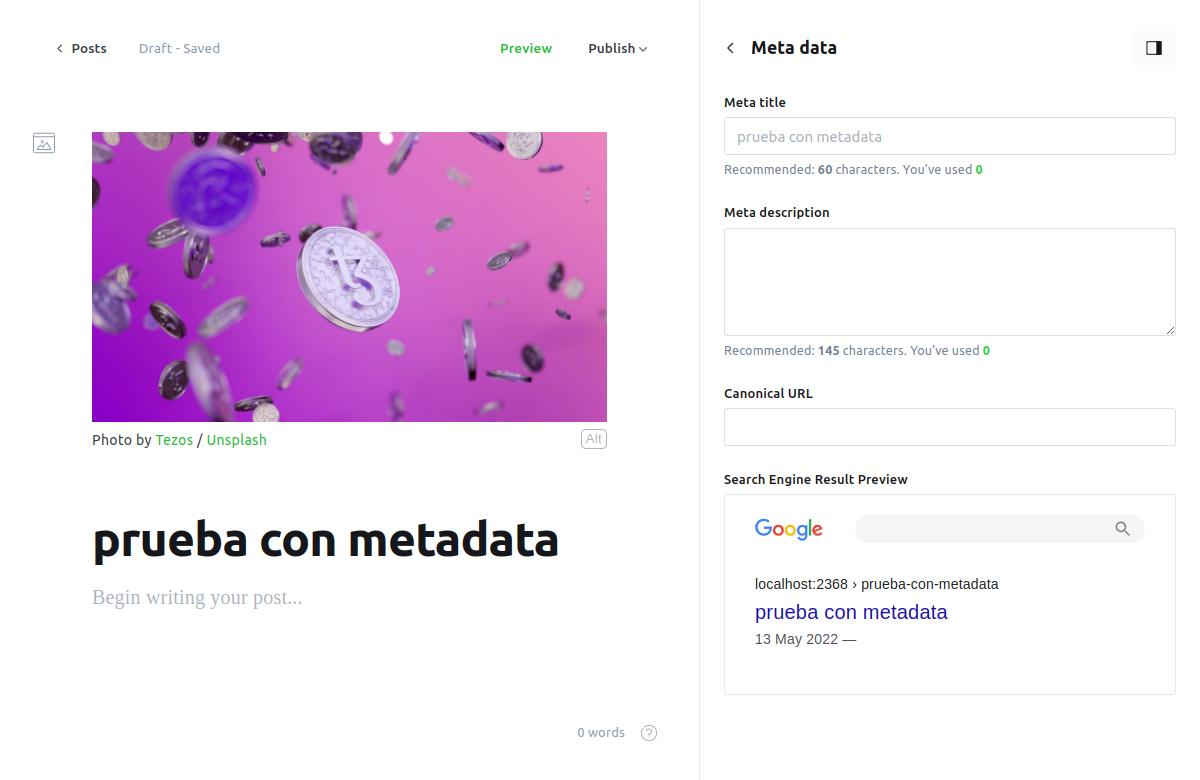 Posts
Draft - Saved
Preview
Publish
Photo by Tezos / Unsplash
Alt
prueba con metadata
Begin writing your post...
0 words
?
Meta data
Meta title
prueba con metadata
Recommended: 60 characters. You’ve used 0
Meta description
Recommended: 145 characters. You’ve used 0
Canonical URL
Search Engine Result Preview
Google
localhost:2368 › prueba-con-metadata
prueba con metadata
13 May 2022 —